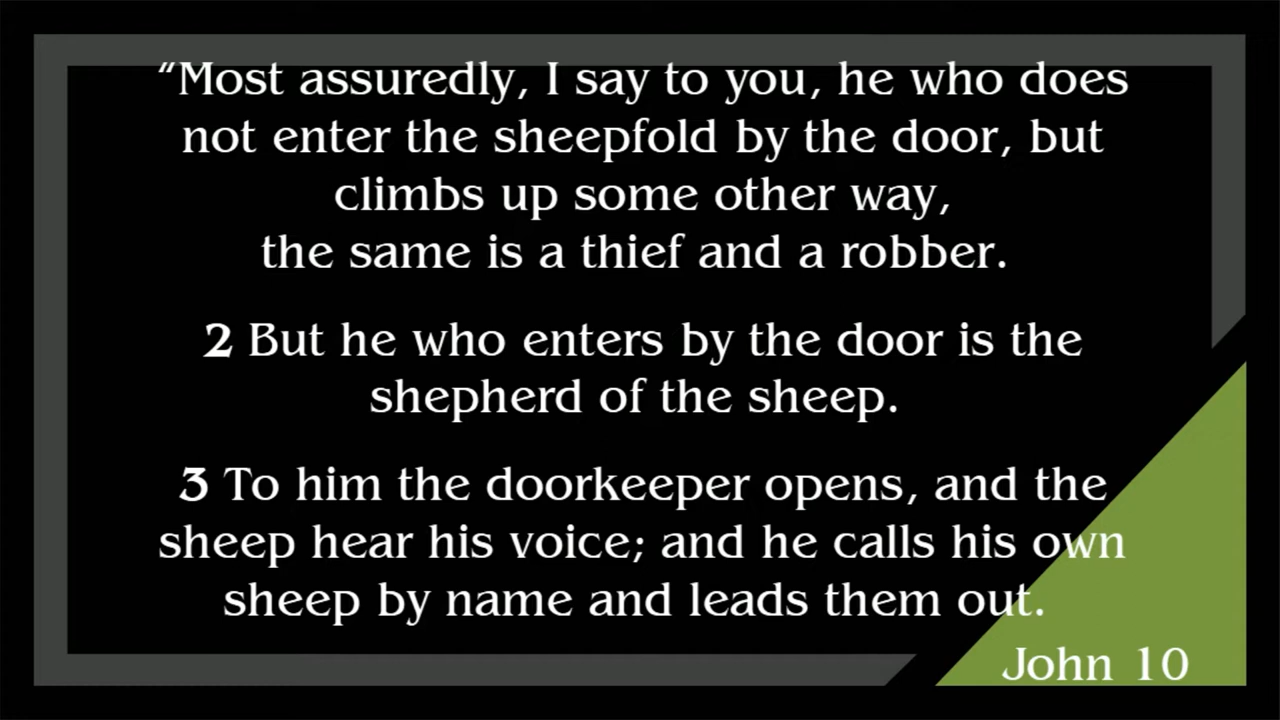 “Most assuredly, I say to you, he who does
not enter the sheepfold by the door, but
climbs up some other way,
the same is a thief and a robber.
2 But he who enters by the door is the
shepherd of the sheep.
3 To him the doorkeeper opens, and the
sheep hear his voice; and he calls his own
sheep by name and leads them out.
John 10